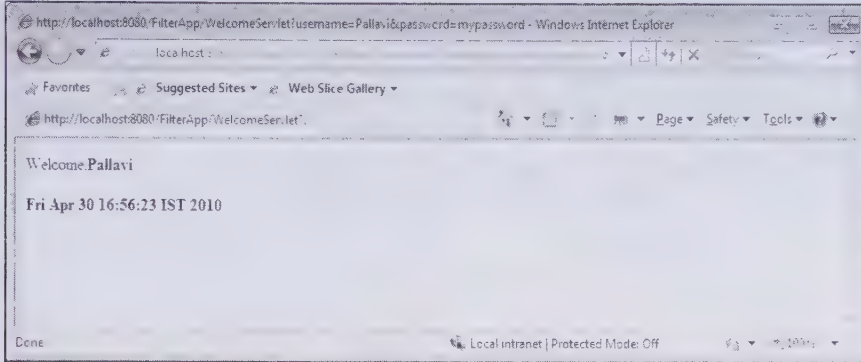 http://localhost:8080/FilterApp/WelcomeServlet?username=Pallavi&password=mypassword - Windows Internet Explorer
localhost
Favorites Suggested Sites Web Slice Gallery
http://localhost:8080/FilterApp/WelcomeServlet
Page Safety Tools
Welcome,Pallavi
Fri Apr 30 16:56:23 IST 2010
Done Local intranet | Protected Mode: Off